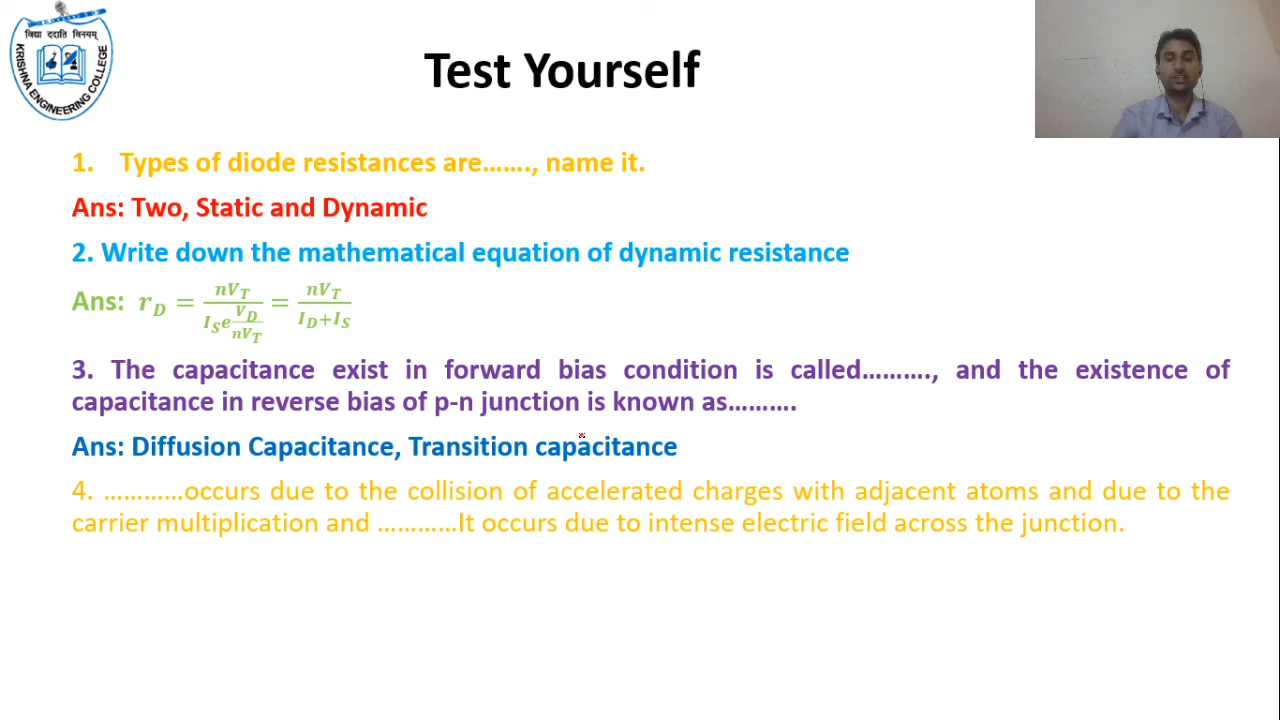 विद्या ददाति विनयम्
KRISHNA ENGINEERING COLLEGE
Test Yourself
1. Types of diode resistances are……., name it.
Ans: Two, Static and Dynamic
2. Write down the mathematical equation of dynamic resistance
Ans: r_D = nV_T / (I_S e^(V_D/nV_T)) = nV_T / (I_D+I_S)
3. The capacitance exist in forward bias condition is called.………., and the existence of
capacitance in reverse bias of p-n junction is known as……….
Ans: Diffusion Capacitance, Transition capacitance
4. …………occurs due to the collision of accelerated charges with adjacent atoms and due to the
carrier multiplication and …………It occurs due to intense electric field across the junction.